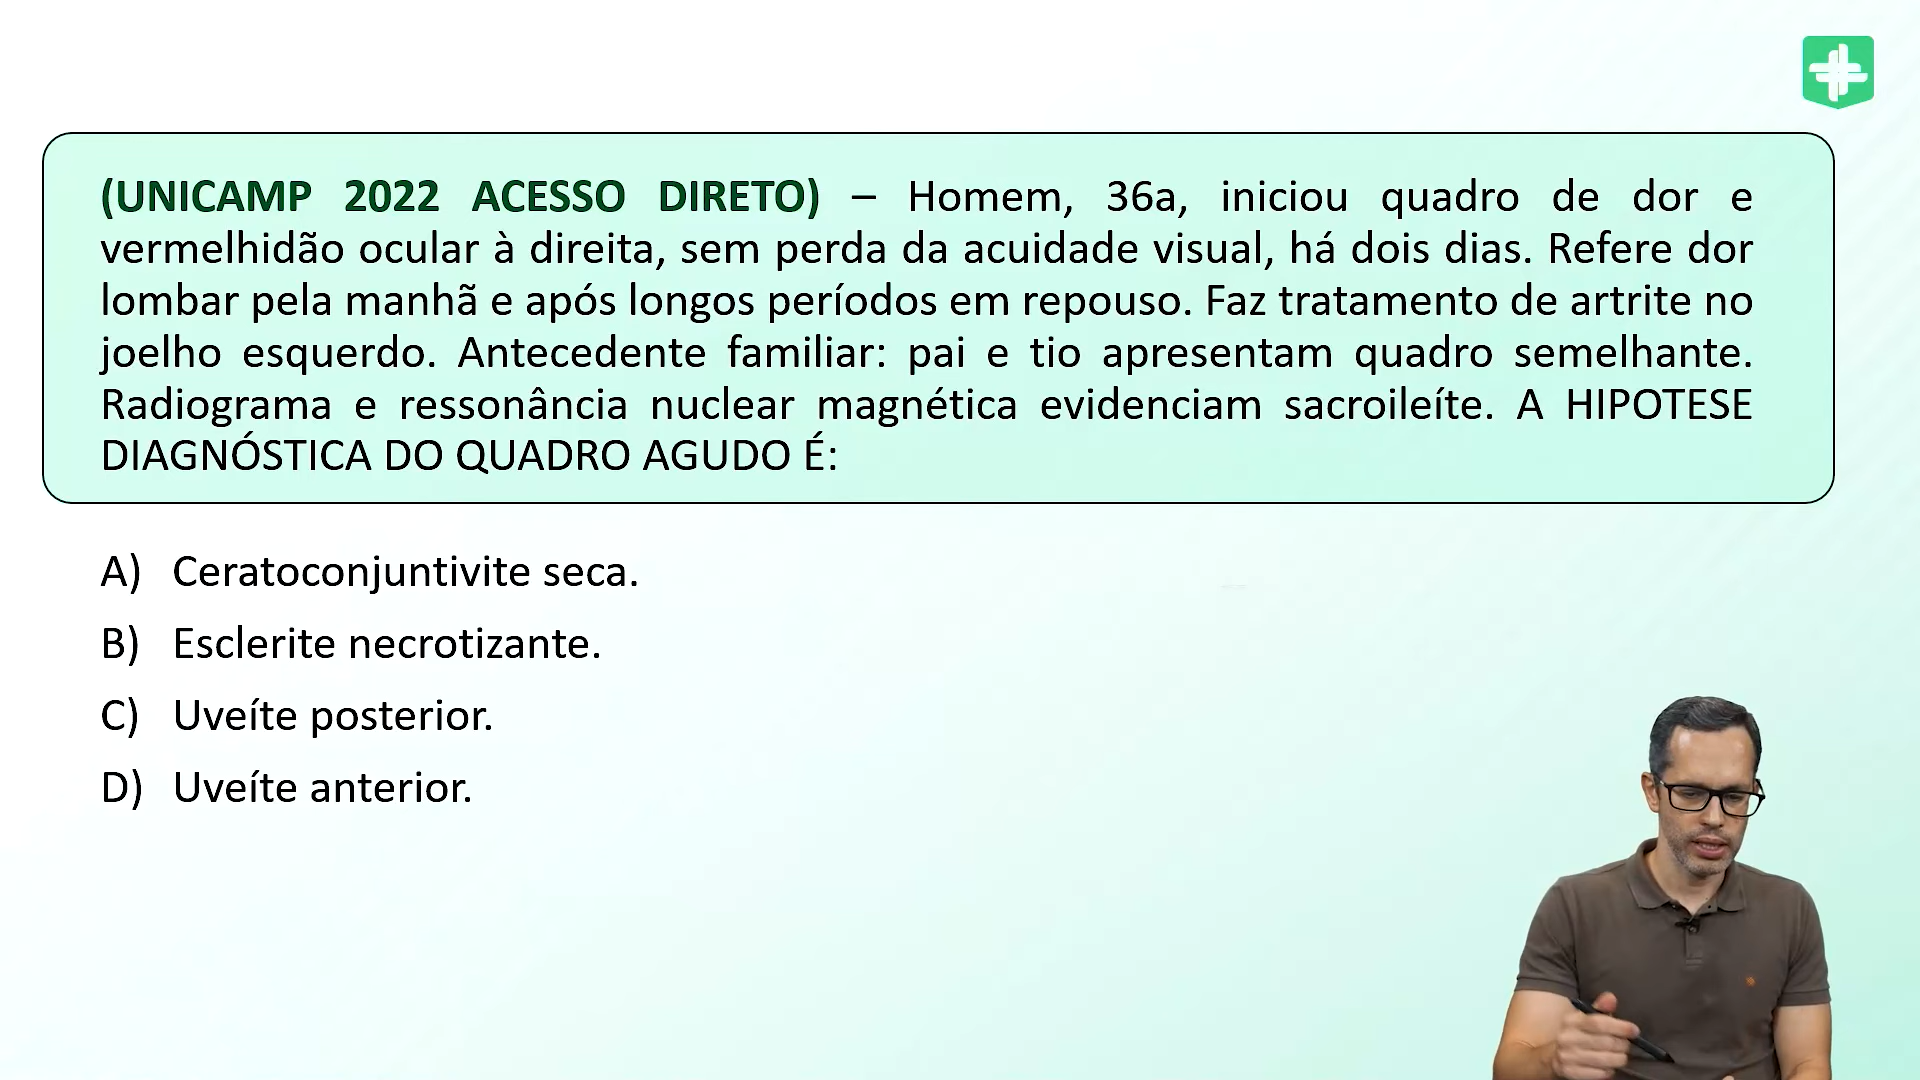 (UNICAMP 2022 ACESSO DIRETO) – Homem, 36a, iniciou quadro de dor e
vermelhidão ocular à direita, sem perda da acuidade visual, há dois dias. Refere dor
lombar pela manhã e após longos períodos em repouso. Faz tratamento de artrite no
joelho esquerdo. Antecedente familiar: pai e tio apresentam quadro semelhante.
Radiograma e ressonância nuclear magnética evidenciam sacroileíte. A HIPOTESE
DIAGNÓSTICA DO QUADRO AGUDO É:
A) Ceratoconjuntivite seca.
B) Esclerite necrotizante.
C) Uveíte posterior.
D) Uveíte anterior.